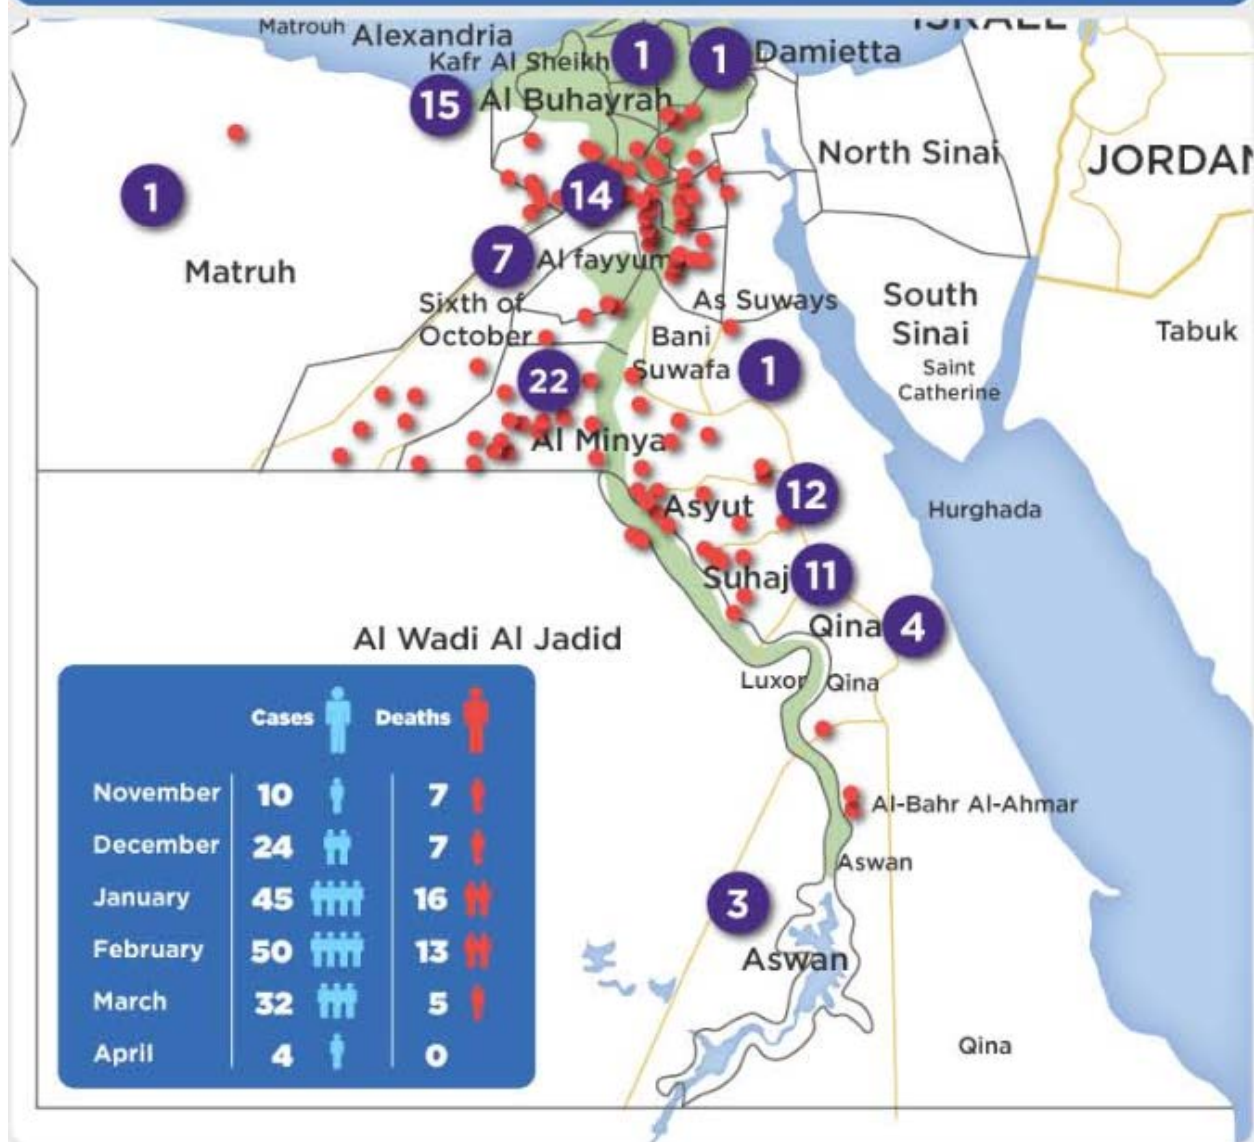 Matrouh
Alexandria
ISRAEL
Kafr Al Sheikh
1
1
Damietta
15
Al Buhayrah
North Sinai
JORDAN
1
14
7
Al fayyum
Matruh
Sixth of
October
As Suways
South
Sinai
Bani
Suwafa
Tabuk
Saint
Catherine
22
1
Al Minya
12
Asyut
Hurghada
Suhaj
11
Qina
4
Al Wadi Al Jadid
Luxor
Qina
Cases
Deaths
November 10 7
December 24 7
January 45 16
February 50 13
March 32 5
April 4 0
Al-Bahr Al-Ahmar
Aswan
3
Aswan
Qina